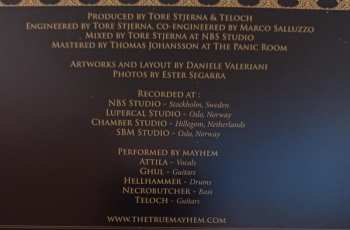 Produced by Tore Stjerna & Teloch
Engineered by Tore Stjerna, co-engineered by Marco Salluzzo
Mixed by Tore Stjerna at NBS Studio
Mastered by Thomas Johansson at The Panic Room
Artworks and layout by Daniele Valeriani
Photos by Ester Segarra
Recorded at :
NBS Studio - Stockholm, Sweden
Lupercal Studio - Oslo, Norway
Chamber Studio - Hillegom, Netherlands
SBM Studio - Oslo, Norway
Performed by Mayhem
Attila - Vocals
Ghul - Guitars
Hellhammer - Drums
Necrobutcher - Bass
Teloch - Guitars
www.thetruemayhem.com